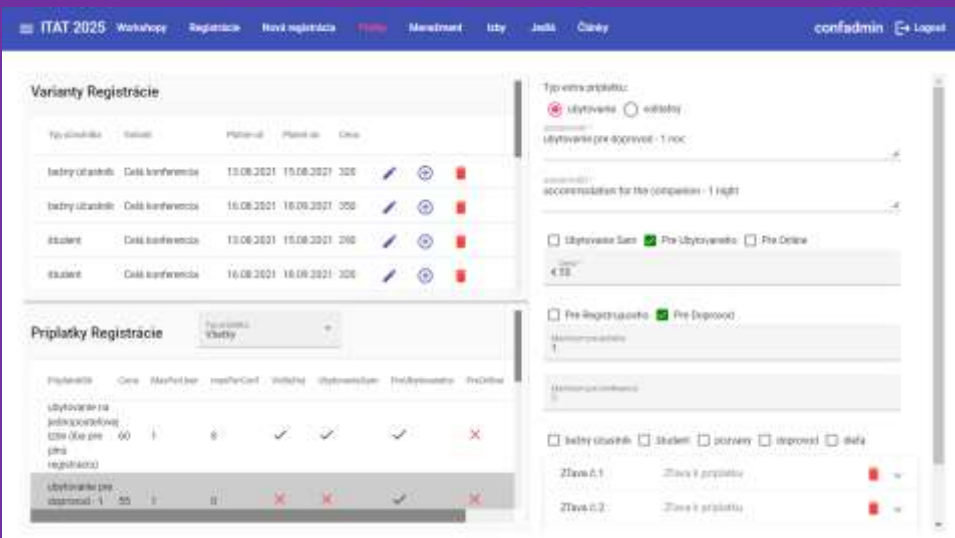 ITAT 2025 Workshopy Registrácie Nová registrácia Platby Manažment Izby Jedlá Články confadmin Logout
Varianty Registrácie
Typ účastníka Variant Platné od Platné do Cena
bežný účastník Celá konferencia 13.08.2021 15.08.2021 320
bežný účastník Celá konferencia 16.08.2021 18.09.2021 350
študent Celá konferencia 13.08.2021 15.08.2021 290
študent Celá konferencia 16.08.2021 18.09.2021 320
Príplatky Registrácie
Všetky
Cena MaxPerUser maxPerConf Voliteľný UbytovanieSam PreUbytovaného PreOnline
ubytovanie na
jednoposteľovej
izbe (iba pre 60 1 8
plnú
registráciu)
ubytovanie pre
doprovod - 1 55 1 0
Typ extra príplatku:
ubytovanie voliteľný
ubytovanie pre doprovod - 1 noc
accommodation for the companion - 1 night
Ubytovanie Sam Pre Ubytovaného Pre Online
Cena *
€ 55
Pre Registrujúceho Pre Doprovod
1
0
bežný účastník študent pozvaný doprovod dieťa
Zľava č.1 Zľava k príplatku
Zľava č.2 Zľava k príplatku